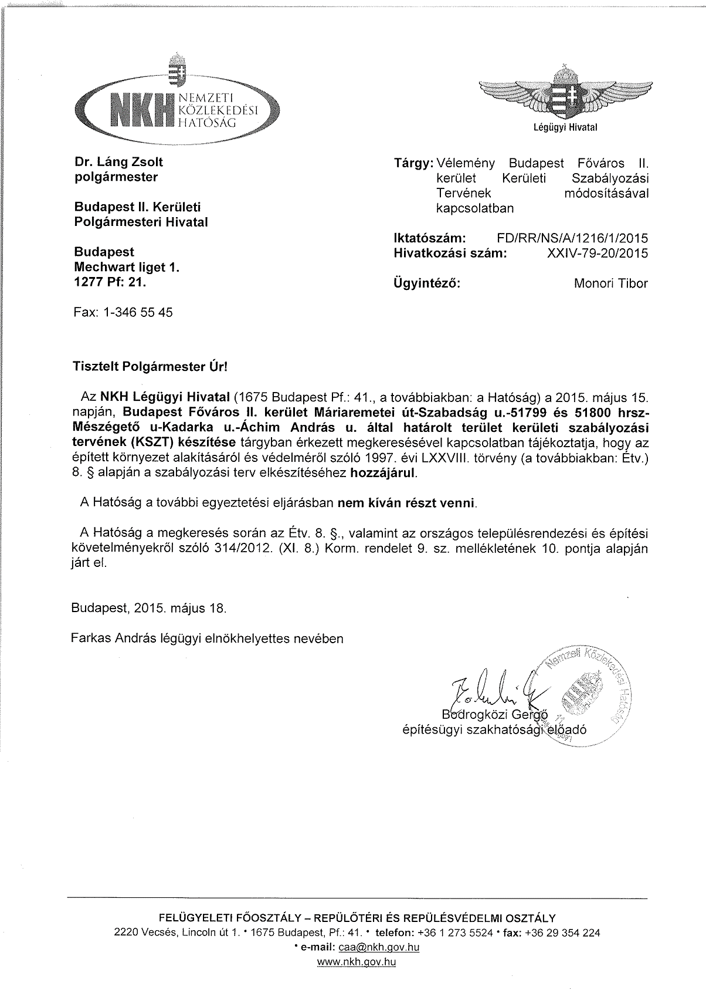 NKH NEMZETI
KÖZLEKEDÉSI
HATÓSÁG
Légügyi Hivatal
Dr. Láng Zsolt
polgármester
Budapest II. Kerületi
Polgármesteri Hivatal
Budapest
Mechwart liget 1.
1277 Pf: 21.
Fax: 1-346 55 45
Tárgy: Vélemény Budapest Főváros II.
kerület Kerületi Szabályozási
Tervének módosításával
kapcsolatban
Iktatószám: FD/RR/NS/A/1216/1/2015
Hivatkozási szám: XXIV-79-20/2015
Ügyintéző: Monori Tibor
Tisztelt Polgármester Úr!
Az NKH Légügyi Hivatal (1675 Budapest Pf.: 41., a továbbiakban: a Hatóság) a 2015. május 15.
napján, Budapest Főváros II. kerület Máriaremetei út-Szabadság u.-51799 és 51800 hrsz-
Mészégető u-Kadarka u.-Áchim András u. által határolt terület kerületi szabályozási
tervének (KSZT) készítése tárgyban érkezett megkeresésével kapcsolatban tájékoztatja, hogy az
épített környezet alakításáról és védelméről szóló 1997. évi LXXVIII. törvény (a továbbiakban: Étv.)
8. § alapján a szabályozási terv elkészítéséhez hozzájárul.
A Hatóság a további egyeztetési eljárásban nem kíván részt venni.
A Hatóság a megkeresés során az Étv. 8. §., valamint az országos településrendezési és építési
követelményekről szóló 314/2012. (XI. 8.) Korm. rendelet 9. sz. mellékletének 10. pontja alapján
járt el.
Budapest, 2015. május 18.
Farkas András légügyi elnökhelyettes nevében
Nemzeti Közlekedési Hatóság
Bodrogközi Gergő
építésügyi szakhatósági előadó
FELÜGYELETI FŐOSZTÁLY – REPÜLŐTÉRI ÉS REPÜLÉSVÉDELMI OSZTÁLY
2220 Vecsés, Lincoln út 1. • 1675 Budapest, Pf.: 41. • telefon: +36 1 273 5524 • fax: +36 29 354 224
• e-mail: caa@nkh.gov.hu
www.nkh.gov.hu